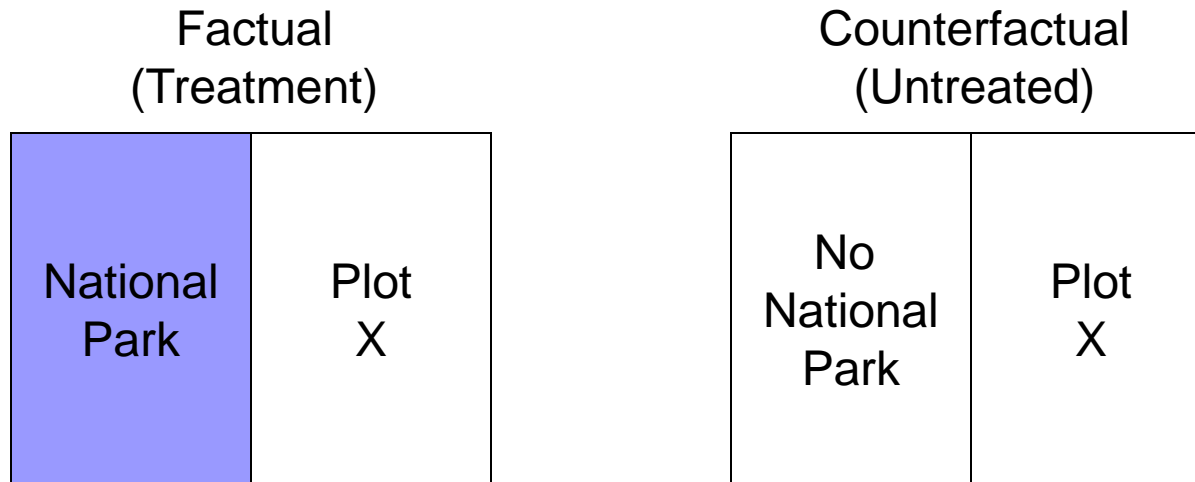 Factual
(Treatment)
Counterfactual
(Untreated)
National
Park
Plot
X
No
National
Park
Plot
X